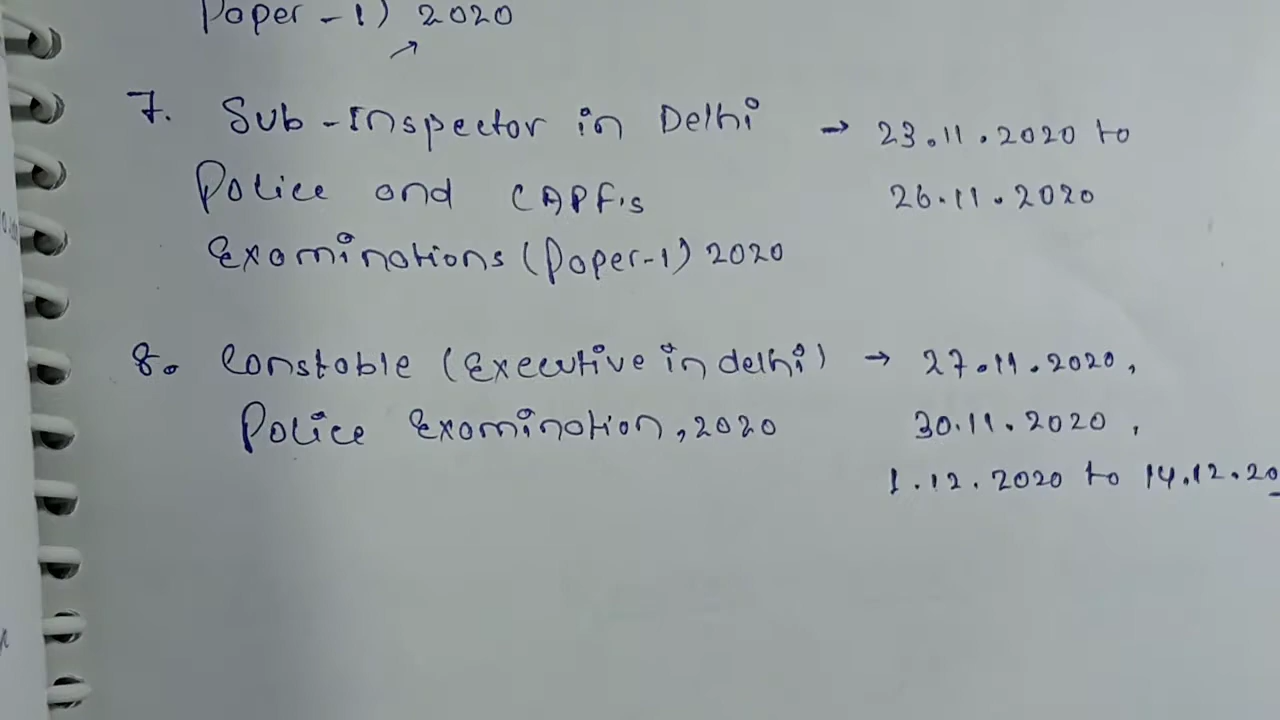 Paper - 1) 2020
7. Sub-Inspector in Delhi → 23.11.2020 to
Police and CAPF's 26.11.2020
Examinations (Paper-1) 2020
8. Constable (Executive in delhi) → 27.11.2020,
Police Examination, 2020 30.11.2020,
1.12.2020 to 14.12.20